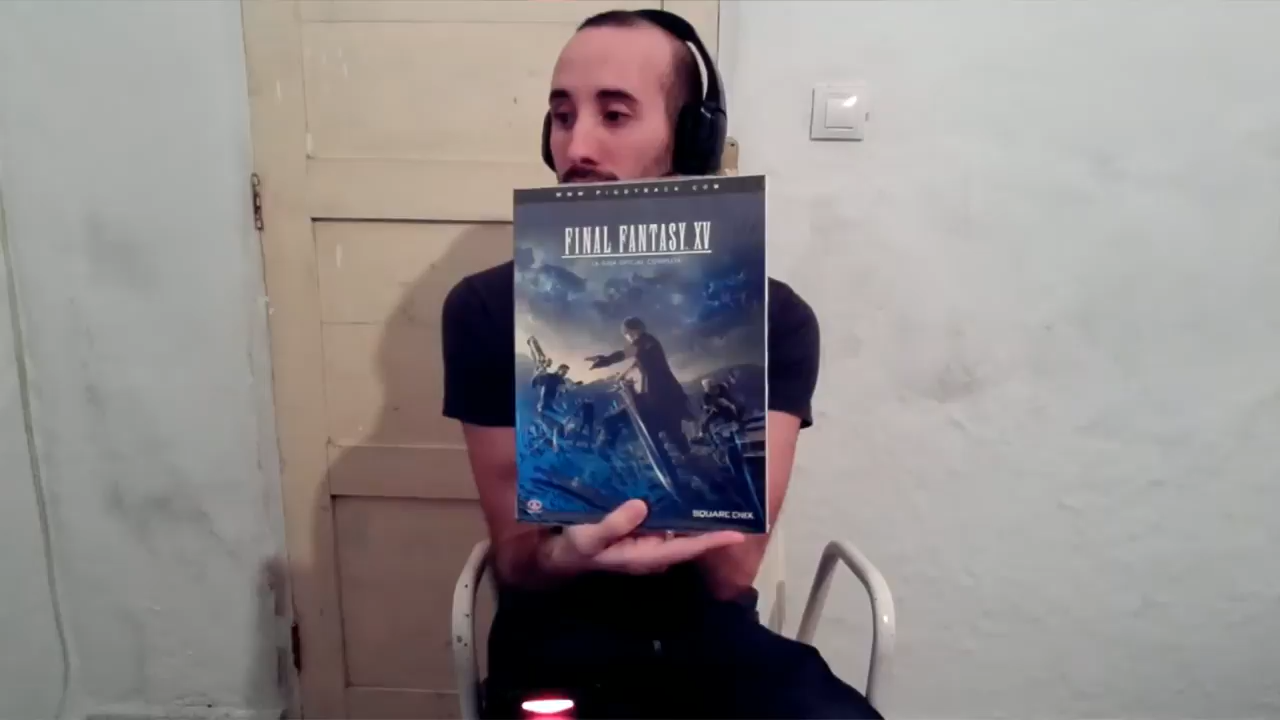 WWW.PIGGYBACK.COM
FINAL FANTASY XV
LA GUÍA OFICIAL COMPLETA
SQUARE ENIX